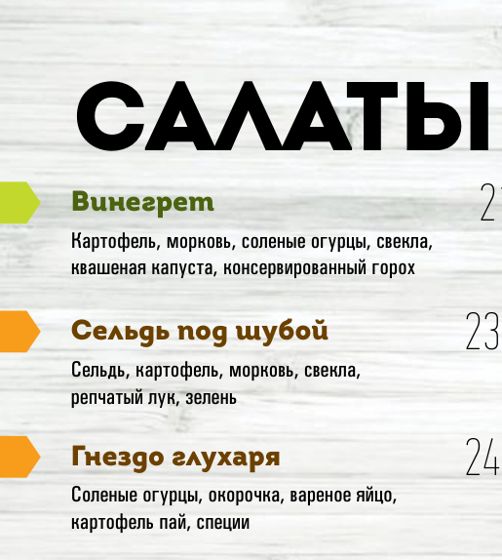 САЛАТЫ
Винегрет
Картофель, морковь, соленые огурцы, свекла,
квашеная капуста, консервированный горох
Сельдь под шубой 23
Сельдь, картофель, морковь, свекла,
репчатый лук, зелень
Гнездо глухаря 24
Соленые огурцы, окорочка, вареное яйцо,
картофель пай, специи